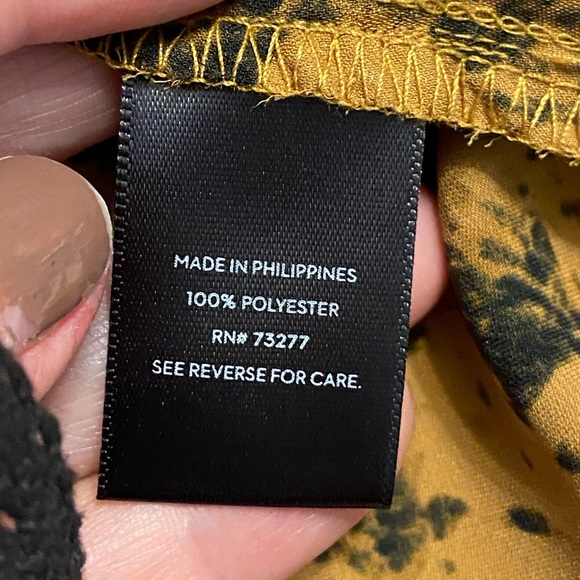 MADE IN PHILIPPINES
100% POLYESTER
RN# 73277
SEE REVERSE FOR CARE.